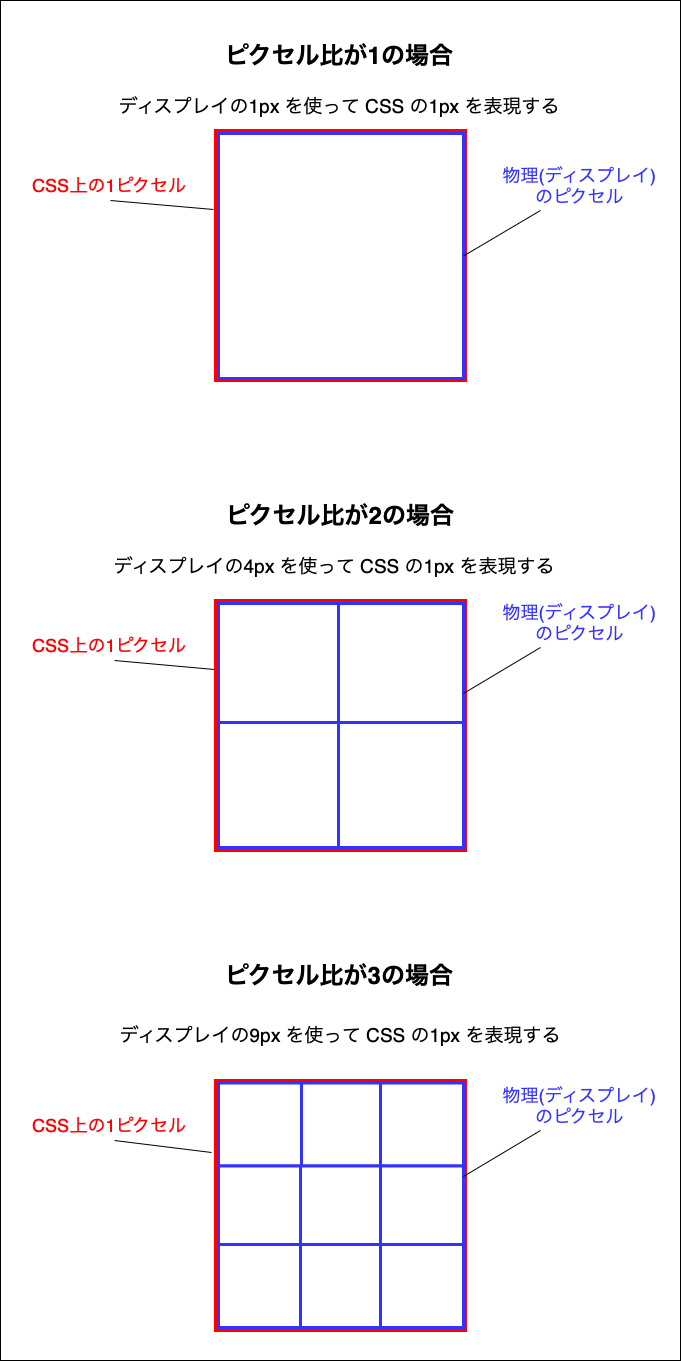 ピクセル比が1の場合
ディスプレイの1px を使って CSS の1px を表現する
CSS上の1ピクセル
物理(ディスプレイ)
のピクセル
ピクセル比が2の場合
ディスプレイの4px を使って CSS の1px を表現する
CSS上の1ピクセル
物理(ディスプレイ)
のピクセル
ピクセル比が3の場合
ディスプレイの9px を使って CSS の1px を表現する
CSS上の1ピクセル
物理(ディスプレイ)
のピクセル